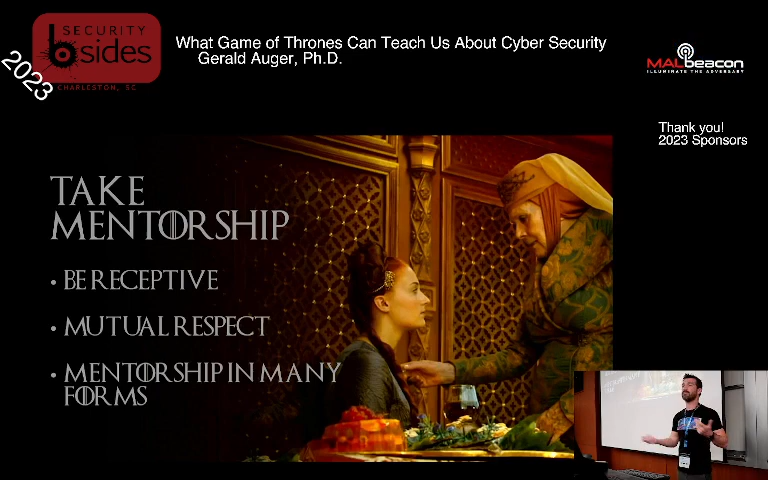 SECURITY
bsides
2023
CHARLESTON, SC
What Game of Thrones Can Teach Us About Cyber Security
Gerald Auger, Ph.D.
MALbeacon
ILLUMINATE THE ADVERSARY
Thank you!
2023 Sponsors
TAKE
MENTORSHIP
• BE RECEPTIVE
• MUTUAL RESPECT
• MENTORSHIP IN MANY
FORMS